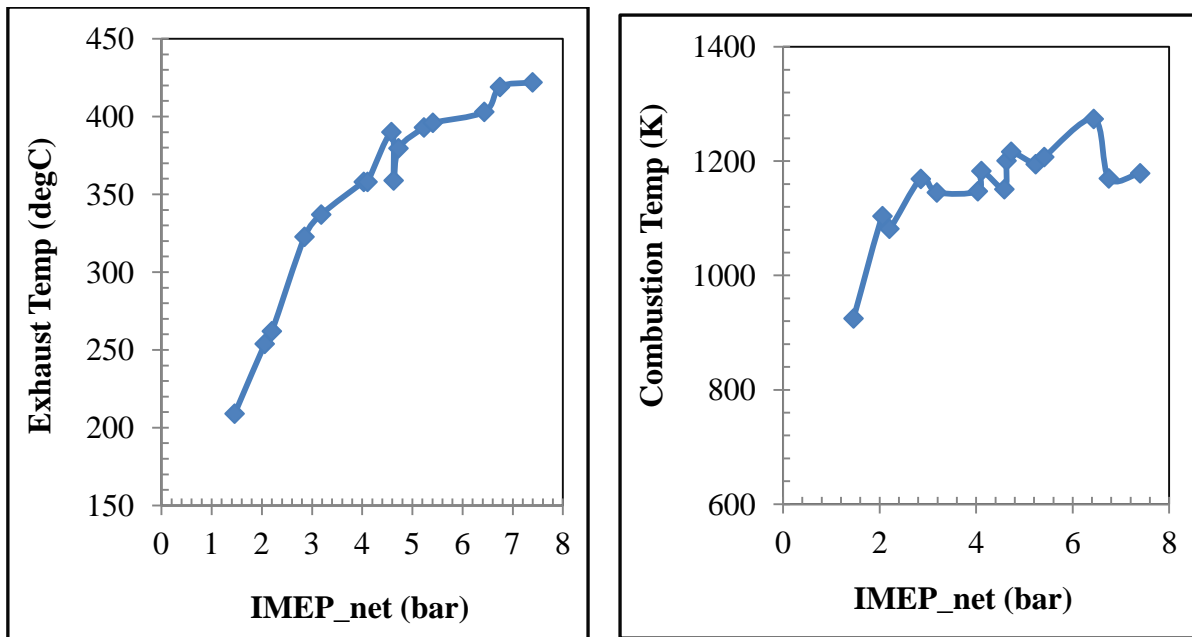 Exhaust Temp (degC)
450
400
350
300
250
200
150
0 1 2 3 4 5 6 7 8
IMEP_net (bar)
Combustion Temp (K)
1400
1200
1000
800
600
0 2 4 6 8
IMEP_net (bar)